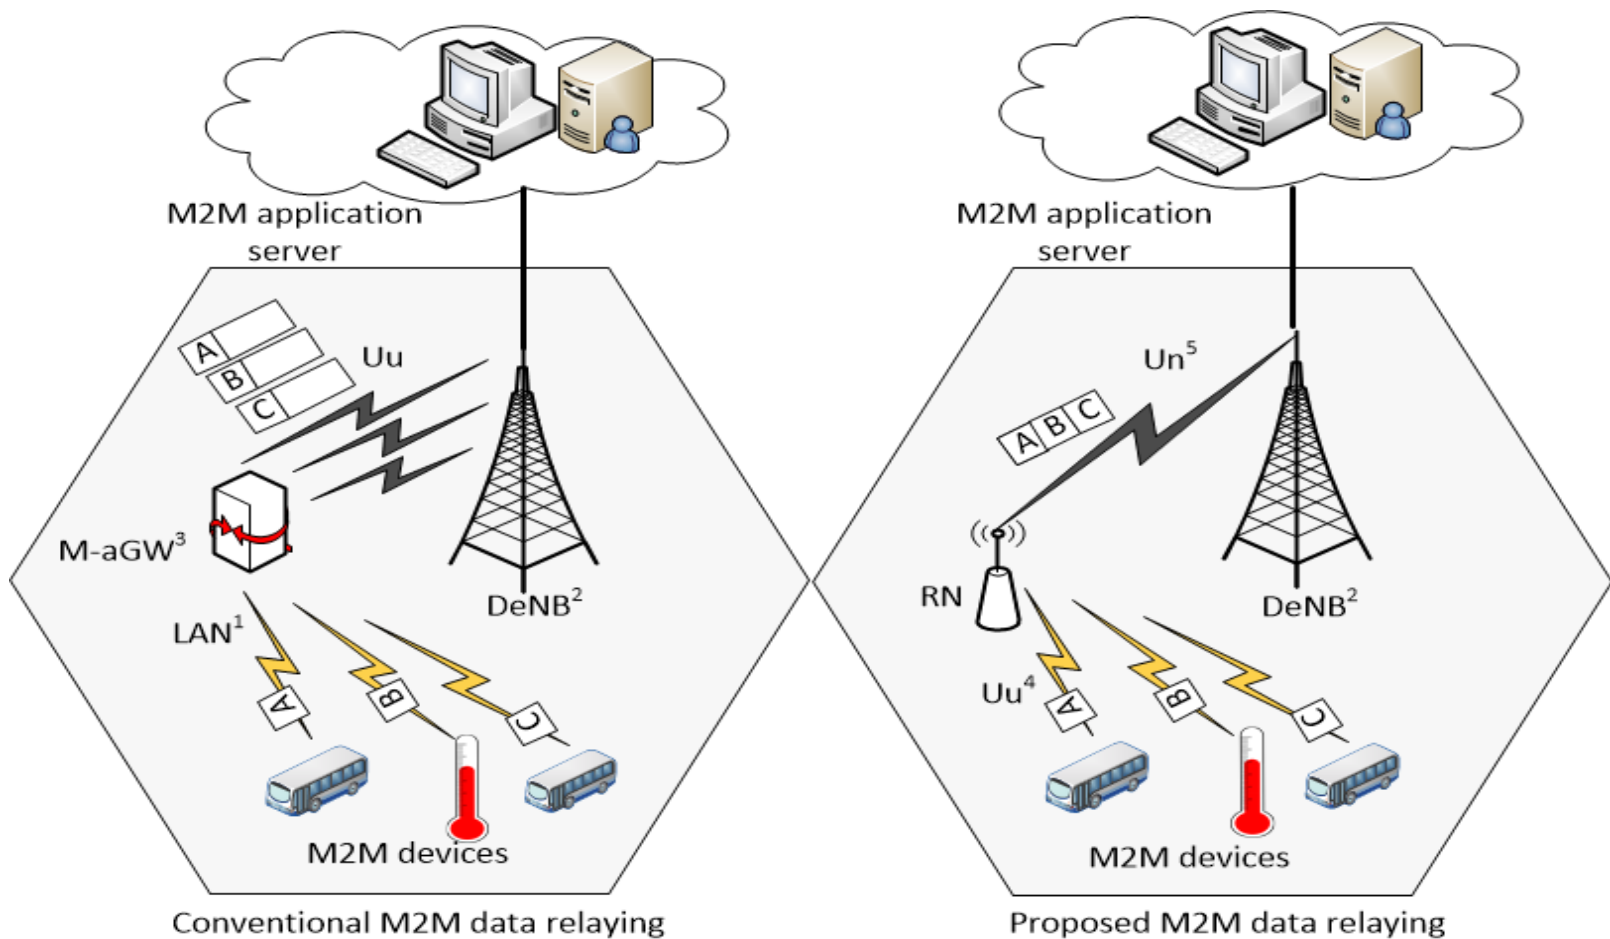 M2M application
server
A
B
C
Uu
M-aGW³
DeNB²
LAN¹
A
B
C
M2M devices
Conventional M2M data relaying
M2M application
server
Un⁵
A B C
RN
DeNB²
Uu⁴
A
B
C
M2M devices
Proposed M2M data relaying